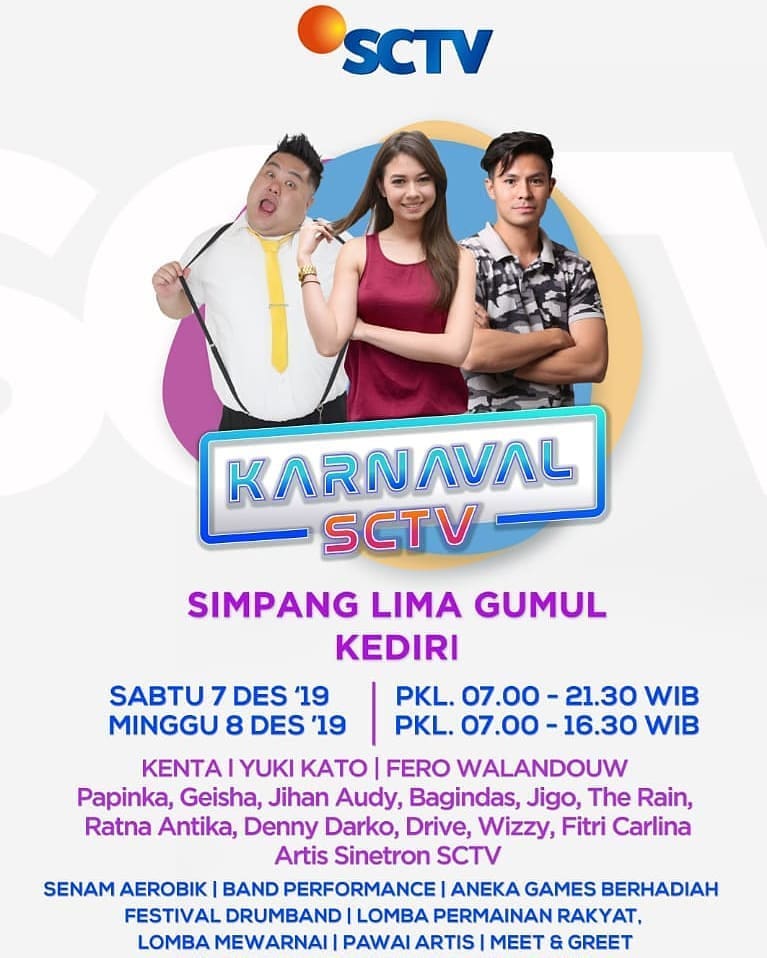 SCTV
KARNAVAL
SCTV
SIMPANG LIMA GUMUL
KEDIRI
SABTU 7 DES '19 | PKL. 07.00 - 21.30 WIB
MINGGU 8 DES '19 | PKL. 07.00 - 16.30 WIB
KENTA | YUKI KATO | FERO WALANDOUW
Papinka, Geisha, Jihan Audy, Bagindas, Jigo, The Rain,
Ratna Antika, Denny Darko, Drive, Wizzy, Fitri Carlina
Artis Sinetron SCTV
SENAM AEROBIK | BAND PERFORMANCE | ANEKA GAMES BERHADIAH
FESTIVAL DRUMBAND | LOMBA PERMAINAN RAKYAT,
LOMBA MEWARNAI | PAWAI ARTIS | MEET & GREET